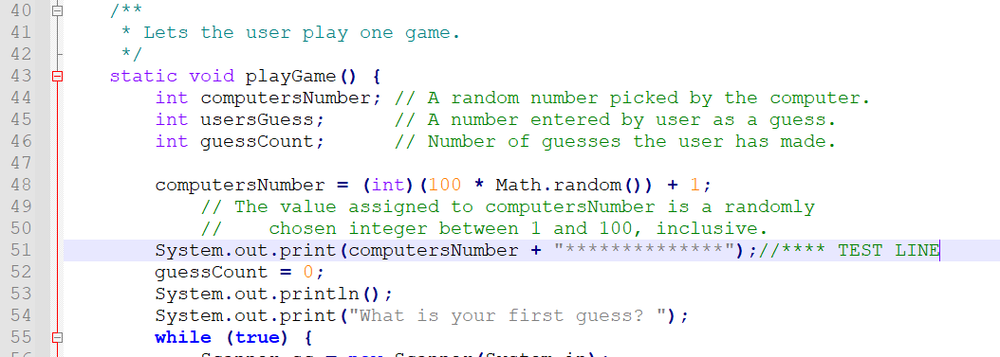 40 /**
41 * Lets the user play one game.
42 */
43 static void playGame() {
44 int computersNumber; // A random number picked by the computer.
45 int usersGuess; // A number entered by user as a guess.
46 int guessCount; // Number of guesses the user has made.
47
48 computersNumber = (int)(100 * Math.random()) + 1;
49 // The value assigned to computersNumber is a randomly
50 // chosen integer between 1 and 100, inclusive.
51 System.out.print(computersNumber + "**************");//**** TEST LINE
52 guessCount = 0;
53 System.out.println();
54 System.out.print("What is your first guess? ");
55 while (true) {